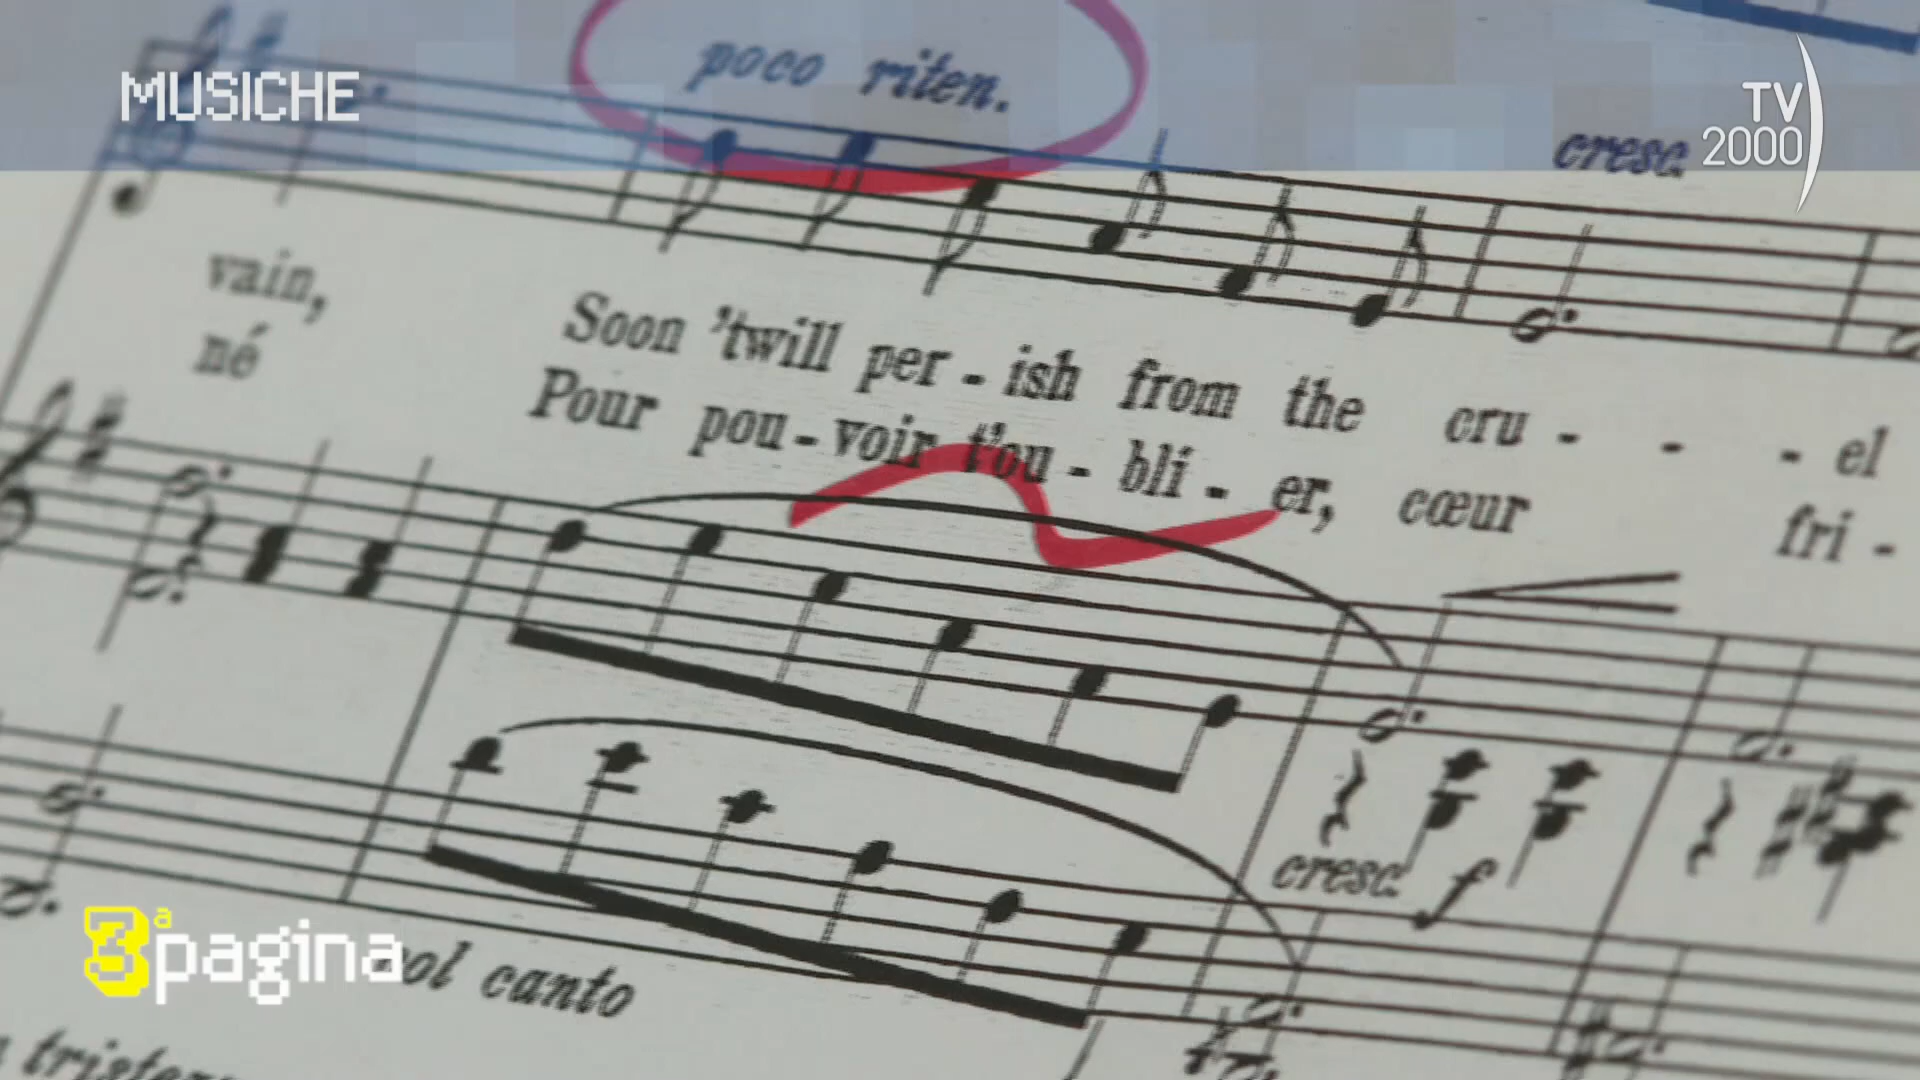 poco riten.
MUSICHE
TV
2000
cresc.
vain, Soon 'twill per - ish from the cru - - - el
né Pour pou - voir t'ou - bli - er, cœur fri -
cresc. f
3ª pagina
col canto